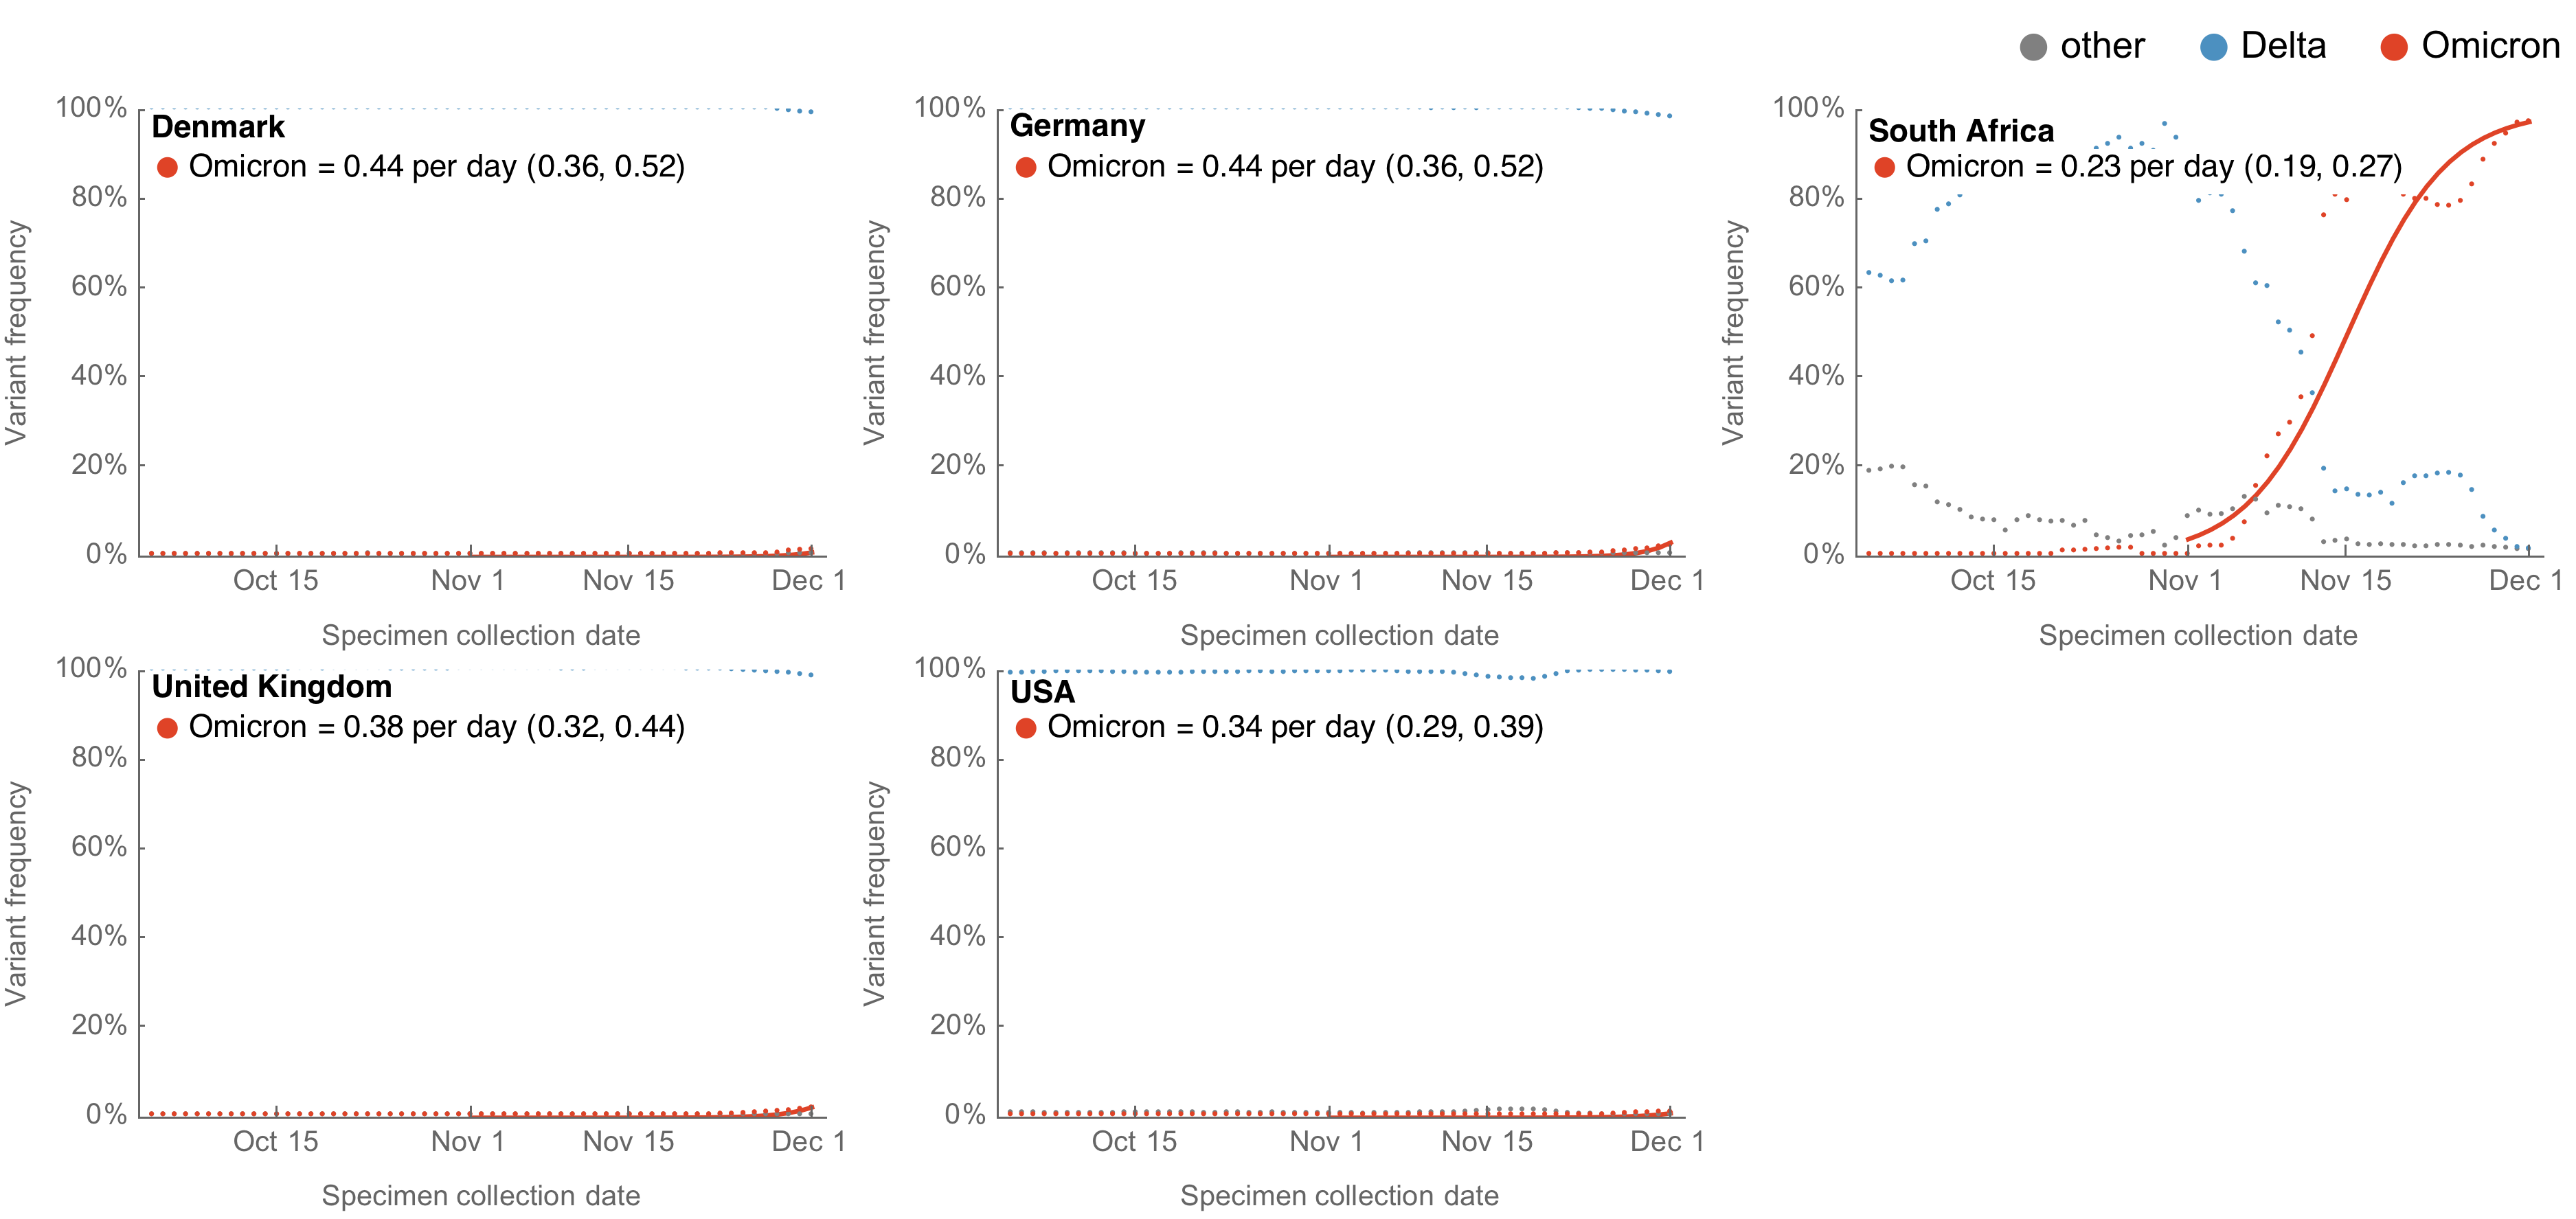 other Delta Omicron
100%
Denmark
Omicron = 0.44 per day (0.36, 0.52)
80%
60%
40%
20%
0%
Variant frequency
Oct 15 Nov 1 Nov 15 Dec 1
Specimen collection date
100%
Germany
Omicron = 0.44 per day (0.36, 0.52)
80%
60%
40%
20%
0%
Variant frequency
Oct 15 Nov 1 Nov 15 Dec 1
Specimen collection date
100%
South Africa
Omicron = 0.23 per day (0.19, 0.27)
80%
60%
40%
20%
0%
Variant frequency
Oct 15 Nov 1 Nov 15 Dec 1
Specimen collection date
100%
United Kingdom
Omicron = 0.38 per day (0.32, 0.44)
80%
60%
40%
20%
0%
Variant frequency
Oct 15 Nov 1 Nov 15 Dec 1
Specimen collection date
100%
USA
Omicron = 0.34 per day (0.29, 0.39)
80%
60%
40%
20%
0%
Variant frequency
Oct 15 Nov 1 Nov 15 Dec 1
Specimen collection date